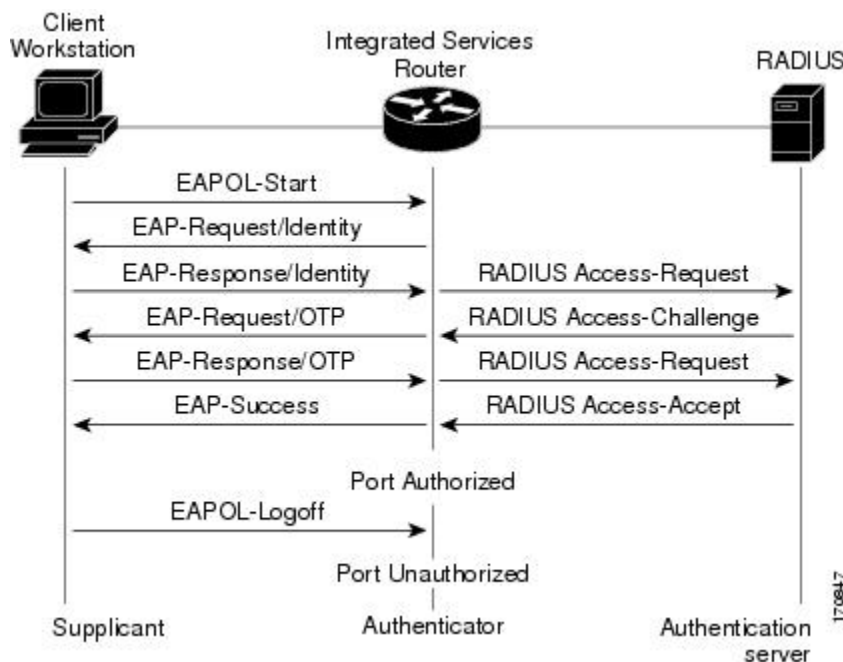 Client
Workstation
Integrated Services
Router
RADIUS
EAPOL-Start
EAP-Request/Identity
EAP-Response/Identity
RADIUS Access-Request
EAP-Request/OTP
RADIUS Access-Challenge
EAP-Response/OTP
RADIUS Access-Request
EAP-Success
RADIUS Access-Accept
Port Authorized
EAPOL-Logoff
Port Unauthorized
170847
Supplicant
Authenticator
Authentication
server